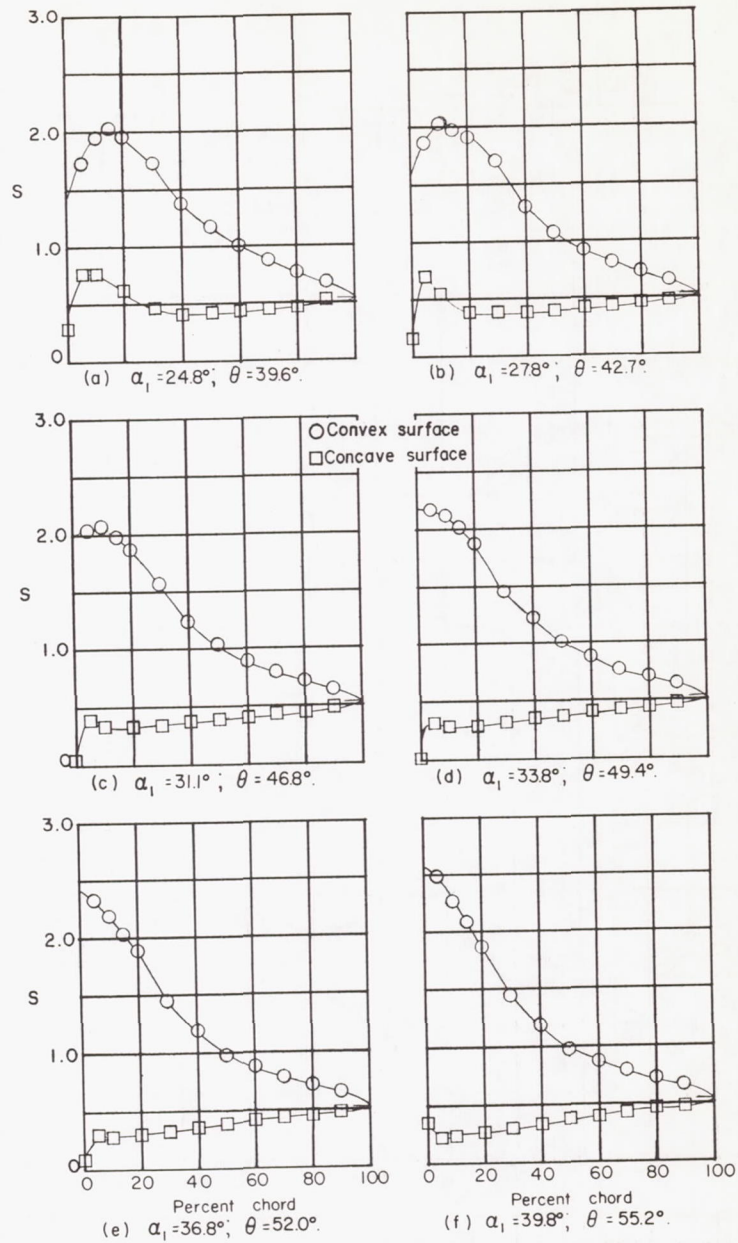 3.0
2.0
S
1.0
0
(a) α₁=24.8°; θ=39.6°.
(b) α₁=27.8°; θ=42.7°.
3.0
○ Convex surface
□ Concave surface
2.0
S
1.0
0
(c) α₁=31.1°; θ=46.8°.
(d) α₁=33.8°; θ=49.4°.
3.0
2.0
S
1.0
0
0 20 40 60 80 100
0 20 40 60 80 100
Percent chord
Percent chord
(e) α₁=36.8°; θ=52.0°.
(f) α₁=39.8°; θ=55.2°.